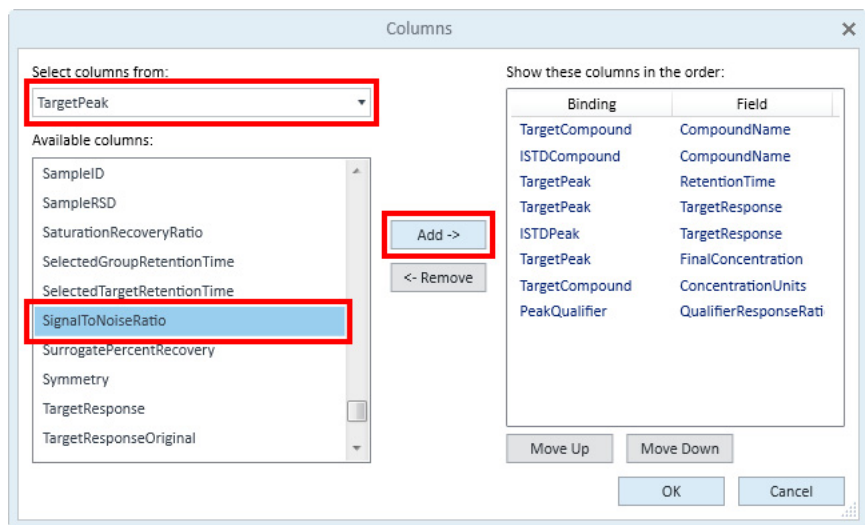 Columns
Select columns from:
TargetPeak
Available columns:
SampleID
SampleRSD
SaturationRecoveryRatio
SelectedGroupRetentionTime
SelectedTargetRetentionTime
SignalToNoiseRatio
SurrogatePercentRecovery
Symmetry
TargetResponse
TargetResponseOriginal
Add ->
<- Remove
Show these columns in the order:
Binding Field
TargetCompound CompoundName
ISTDCompound CompoundName
TargetPeak RetentionTime
TargetPeak TargetResponse
ISTDPeak TargetResponse
TargetPeak FinalConcentration
TargetCompound ConcentrationUnits
PeakQualifier QualifierResponseRati
Move Up Move Down
OK Cancel